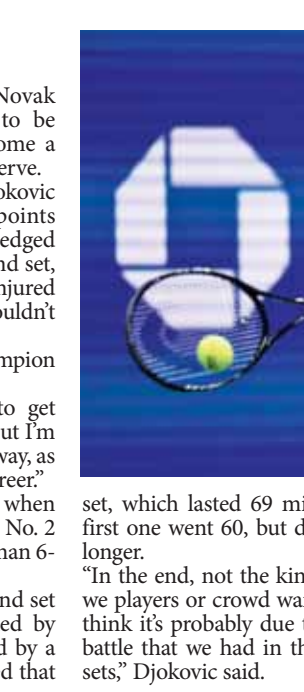 Novak
to be
ome a
erve.
okovic
points
edged
nd set,
njured
ouldn't
mpion
to get
ut I'm
way, as
reer."
when
No. 2
han 6-
nd set
ed by
d by a
d that
set, which lasted 69 mi
first one went 60, but d
longer.
"In the end, not the kin
we players or crowd wa
think it's probably due t
battle that we had in th
sets," Djokovic said.